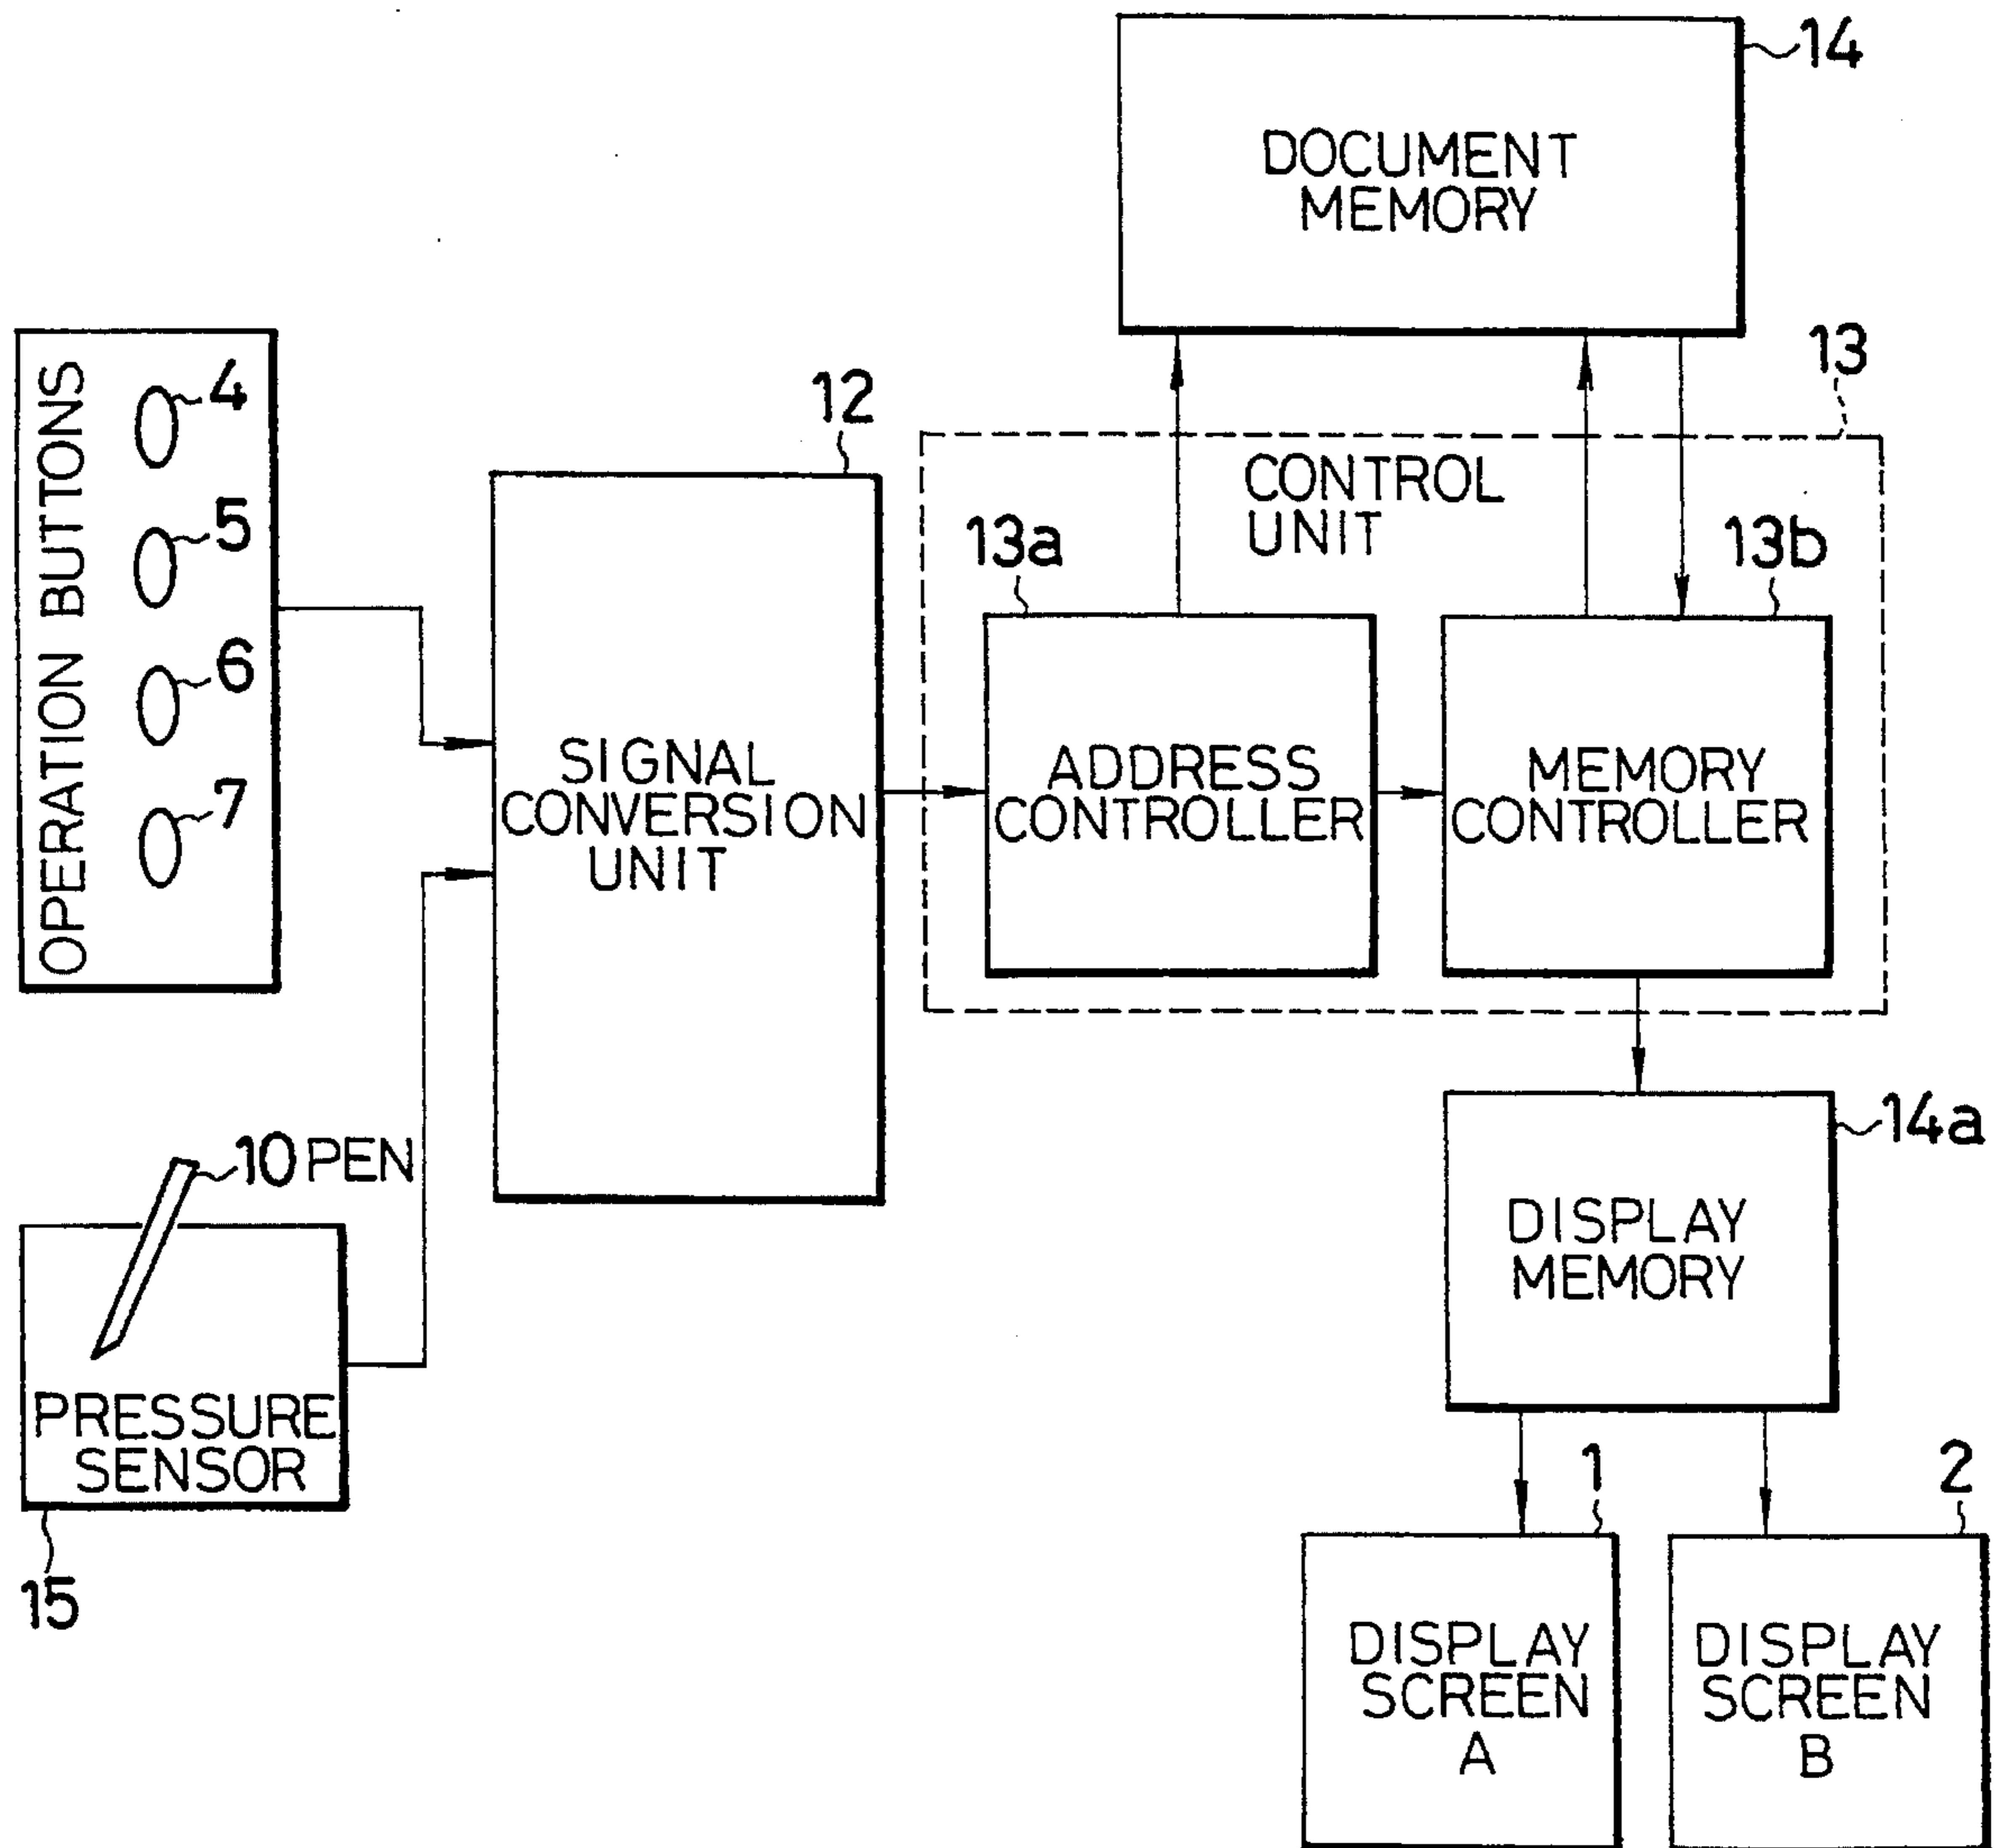 14
DOCUMENT
MEMORY
13
OPERATION BUTTONS
4
5
6
7
12
SIGNAL
CONVERSION
UNIT
CONTROL
UNIT
13a
ADDRESS
CONTROLLER
13b
MEMORY
CONTROLLER
10 PEN
PRESSURE
SENSOR
15
14a
DISPLAY
MEMORY
1
DISPLAY
SCREEN
A
2
DISPLAY
SCREEN
B